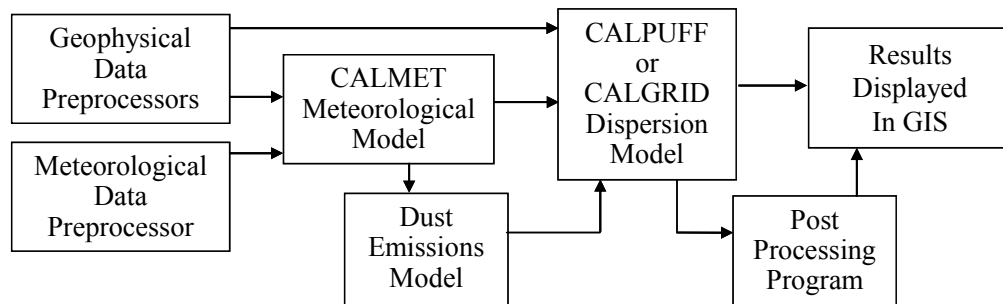 Geophysical
Data
Preprocessors
Meteorological
Data
Preprocessor
CALMET
Meteorological
Model
Dust
Emissions
Model
CALPUFF
or
CALGRID
Dispersion
Model
Post
Processing
Program
Results
Displayed
In GIS